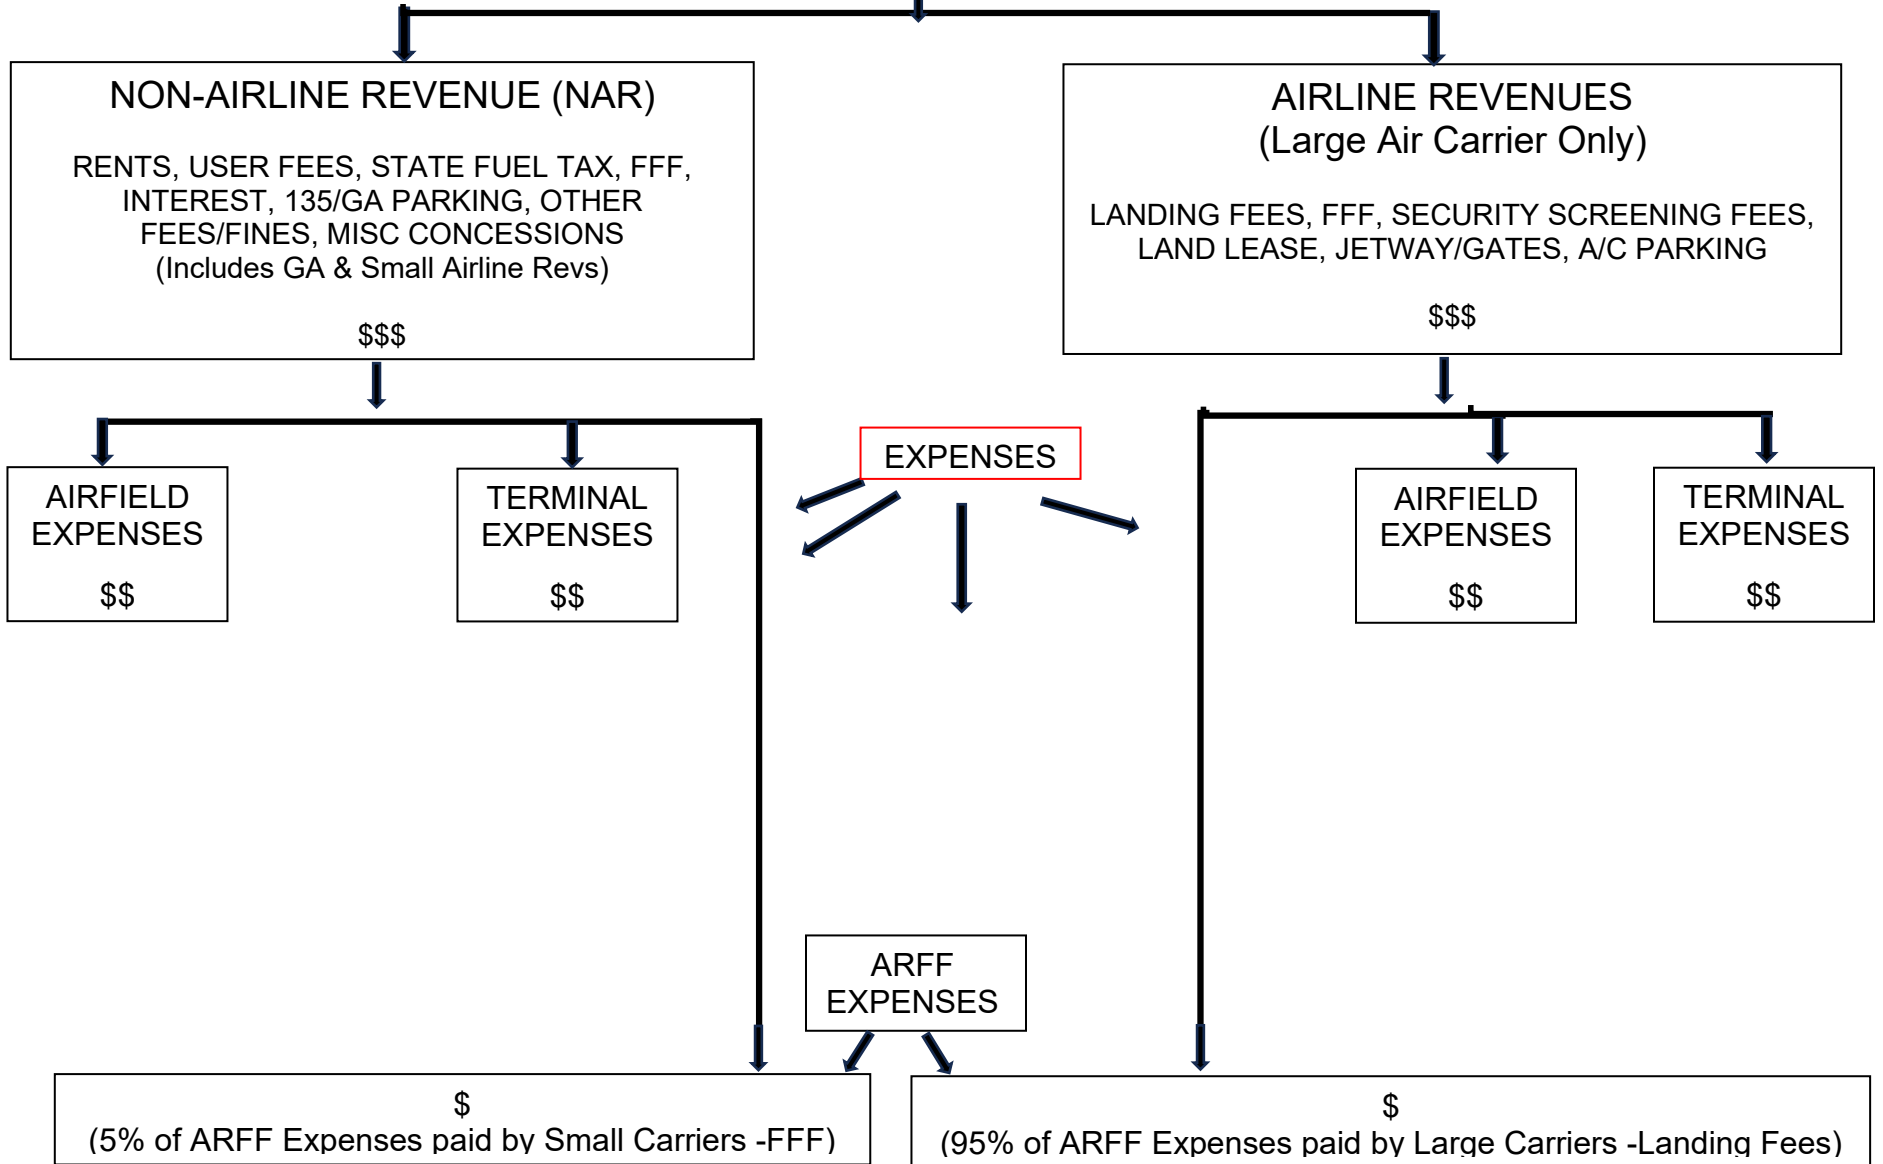 NON-AIRLINE REVENUE (NAR)
RENTS, USER FEES, STATE FUEL TAX, FFF,
INTEREST, 135/GA PARKING, OTHER
FEES/FINES, MISC CONCESSIONS
(Includes GA & Small Airline Revs)
$$$
AIRLINE REVENUES
(Large Air Carrier Only)
LANDING FEES, FFF, SECURITY SCREENING FEES,
LAND LEASE, JETWAY/GATES, A/C PARKING
$$$
EXPENSES
AIRFIELD
EXPENSES
$$
TERMINAL
EXPENSES
$$
AIRFIELD
EXPENSES
$$
TERMINAL
EXPENSES
$$
ARFF
EXPENSES
$
(5% of ARFF Expenses paid by Small Carriers -FFF)
$
(95% of ARFF Expenses paid by Large Carriers -Landing Fees)